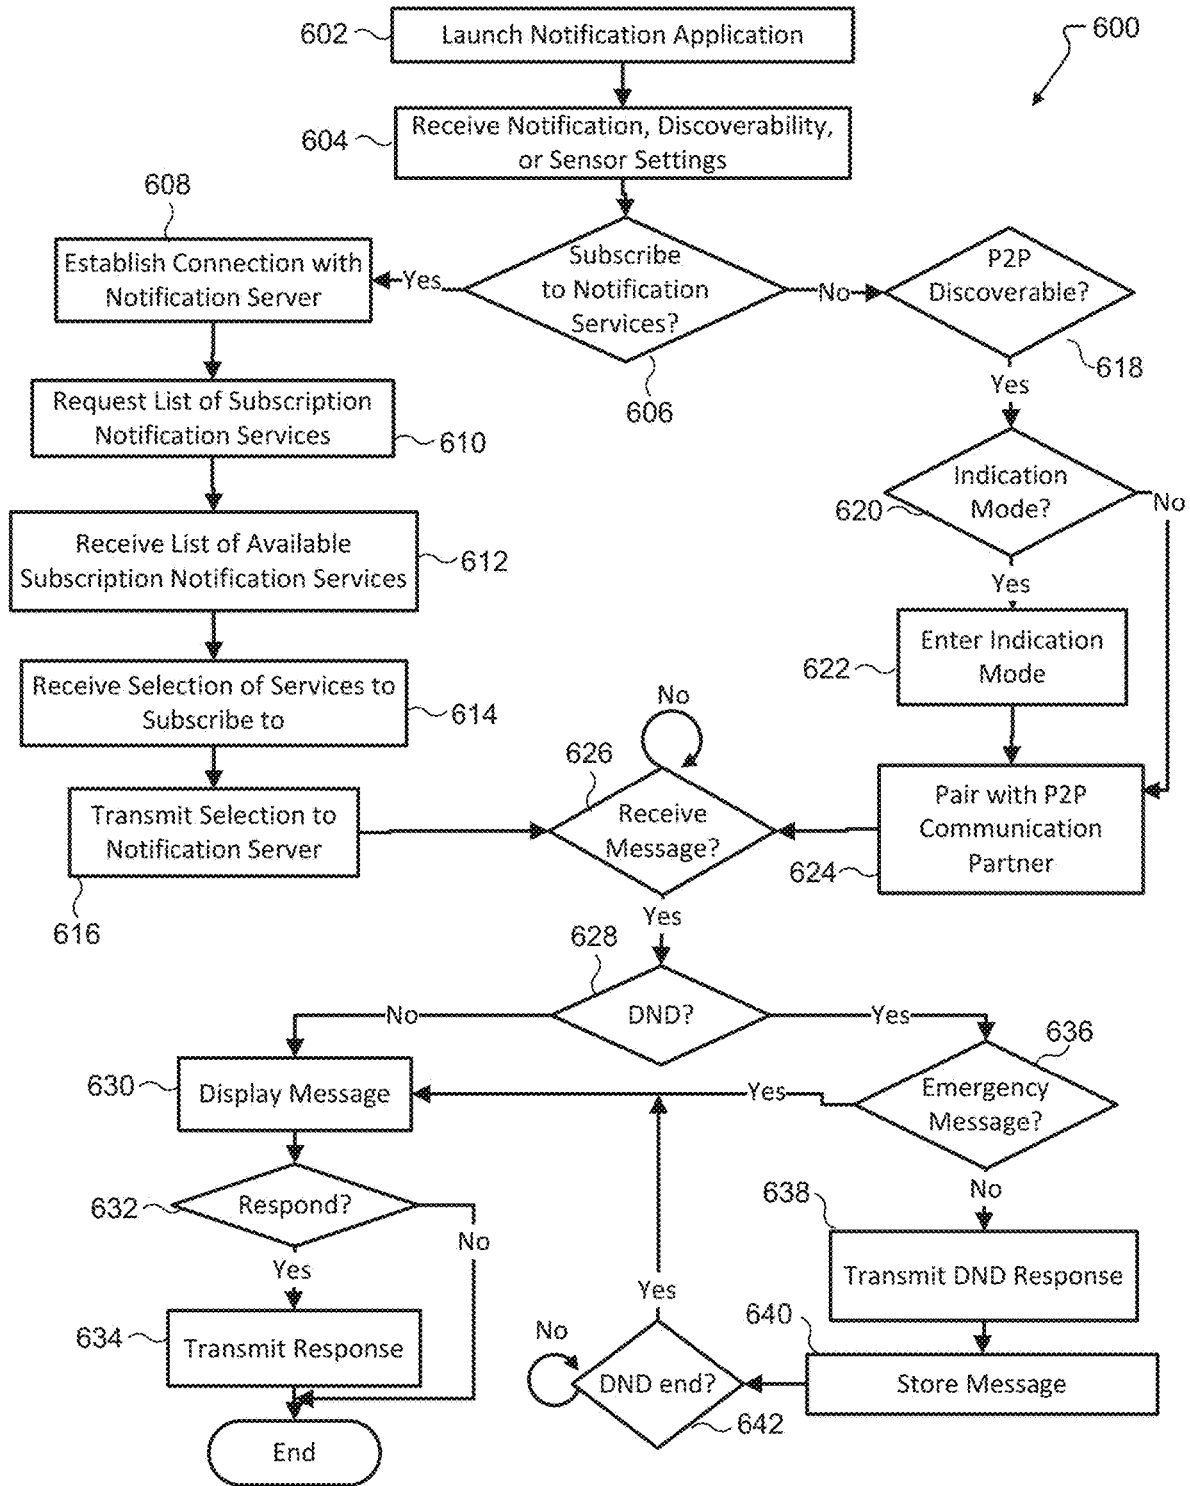 602
Launch Notification Application
600
604
Receive Notification, Discoverability,
or Sensor Settings
608
Establish Connection with
Notification Server
Yes
Subscribe
to Notification
Services?
606
No
P2P
Discoverable?
618
Yes
Request List of Subscription
Notification Services
610
Indication
Mode?
620
No
Yes
Receive List of Available
Subscription Notification Services
612
Enter Indication
Mode
622
Receive Selection of Services to
Subscribe to
614
No
626
Receive
Message?
Pair with P2P
Communication
Partner
624
Transmit Selection to
Notification Server
616
Yes
628
DND?
No
Yes
636
Emergency
Message?
Yes
630
Display Message
No
638
Transmit DND Response
632
Respond?
No
Yes
634
Transmit Response
640
Store Message
Yes
No
DND end?
642
End